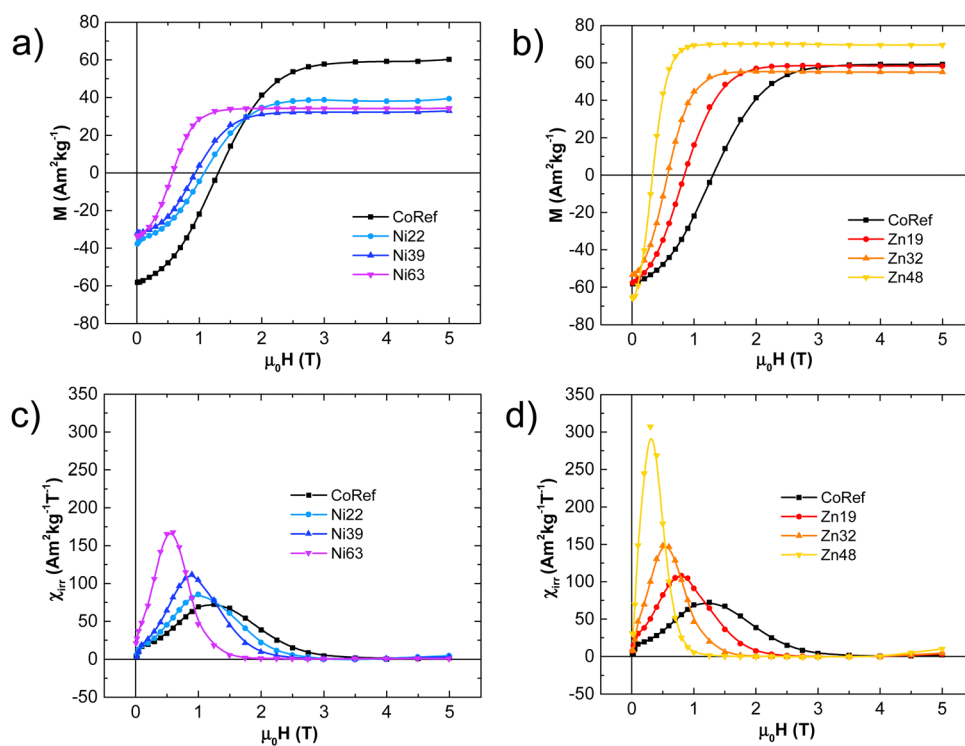 a)
80
60
40
20
0
-20
-40
-60
-80
M (Am²kg⁻¹)
CoRef
Ni22
Ni39
Ni63
0 1 2 3 4 5
μ₀H (T)
b)
80
60
40
20
0
-20
-40
-60
-80
M (Am²kg⁻¹)
CoRef
Zn19
Zn32
Zn48
0 1 2 3 4 5
μ₀H (T)
c)
350
300
250
200
150
100
50
0
-50
χᵢᵣᵣ (Am²kg⁻¹T⁻¹)
CoRef
Ni22
Ni39
Ni63
0 1 2 3 4 5
μ₀H (T)
d)
350
300
250
200
150
100
50
0
-50
χᵢᵣᵣ (Am²kg⁻¹T⁻¹)
CoRef
Zn19
Zn32
Zn48
0 1 2 3 4 5
μ₀H (T)